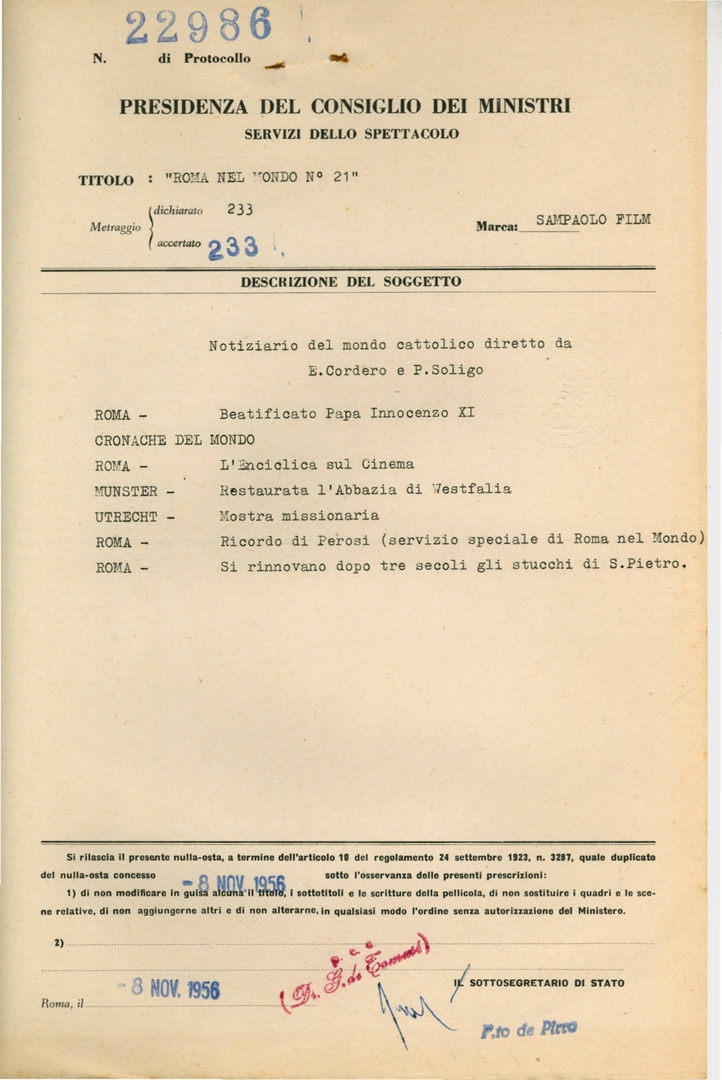 22986
N. di Protocollo
PRESIDENZA DEL CONSIGLIO DEI MINISTRI
SERVIZI DELLO SPETTACOLO
TITOLO : "ROMA NEL MONDO N° 21"
Metraggio
dichiarato 233
accertato 233
Marca: SAMPAOLO FILM
DESCRIZIONE DEL SOGGETTO
Notiziario del mondo cattolico diretto da
E.Cordero e P.Soligo
ROMA - Beatificato Papa Innocenzo XI
CRONACHE DEL MONDO
ROMA - L'Enciclica sul Cinema
MUNSTER - Restaurata l'Abbazia di Westfalia
UTRECHT - Mostra missionaria
ROMA - Ricordo di Perosi (servizio speciale di Roma nel Mondo)
ROMA - Si rinnovano dopo tre secoli gli stucchi di S.Pietro.
Si rilascia il presente nulla-osta, a termine dell'articolo 10 del regolamento 24 settembre 1923, n. 3287, quale duplicato
del nulla-osta concesso - 8 NOV. 1956 sotto l'osservanza delle presenti prescrizioni:
1) di non modificare in guisa alcuna il titolo, i sottotitoli e le scritture della pellicola, di non sostituire i quadri e le sce-
ne relative, di non aggiungerne altri e di non alterarne, in qualsiasi modo l'ordine senza autorizzazione del Ministero.
2)
p. c. c.
(Dr. G. de Tomasi)
Roma, il - 8 NOV. 1956
IL SOTTOSEGRETARIO DI STATO
F.to de Pirro